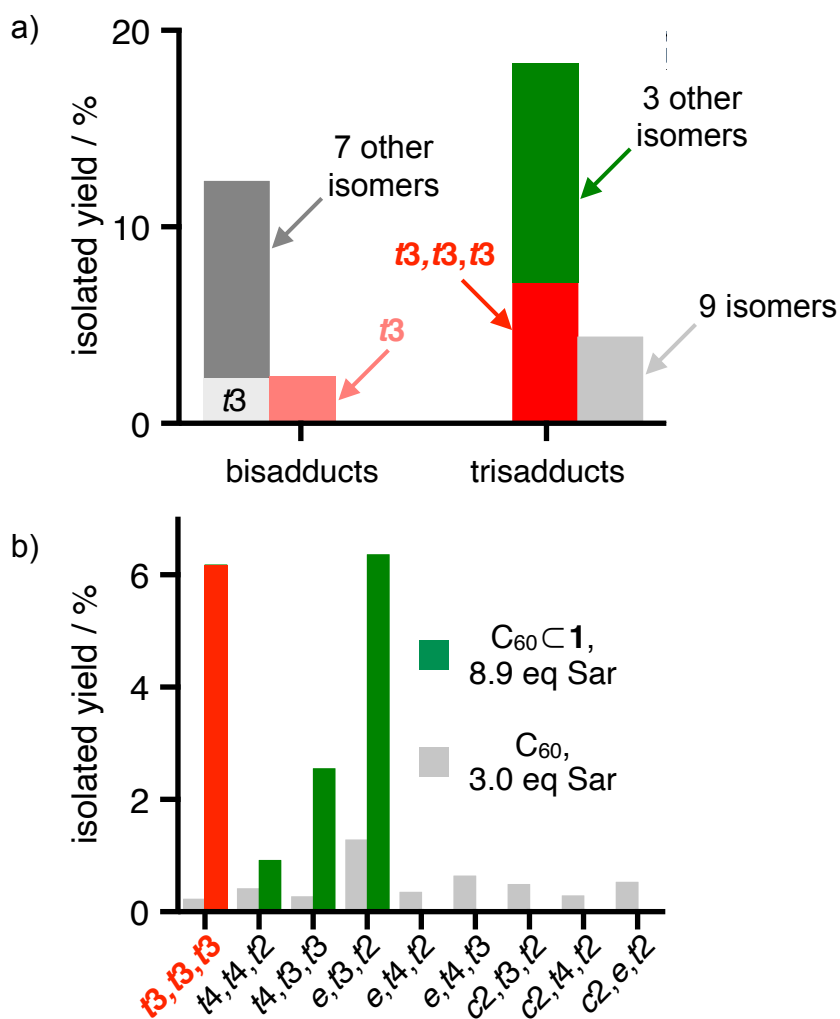 a)
20
10
0
isolated yield / %
7 other
isomers
t3
t3
t3,t3,t3
3 other
isomers
9 isomers
bisadducts
trisadducts
b)
6
4
2
0
isolated yield / %
C₆₀⊂1,
8.9 eq Sar
C₆₀,
3.0 eq Sar
t3,t3,t3
t4,t4,t2
t4,t3,t3
e,t3,t2
e,t4,t2
e,t4,t3
c2,t3,t2
c2,t4,t2
c2,e,t2